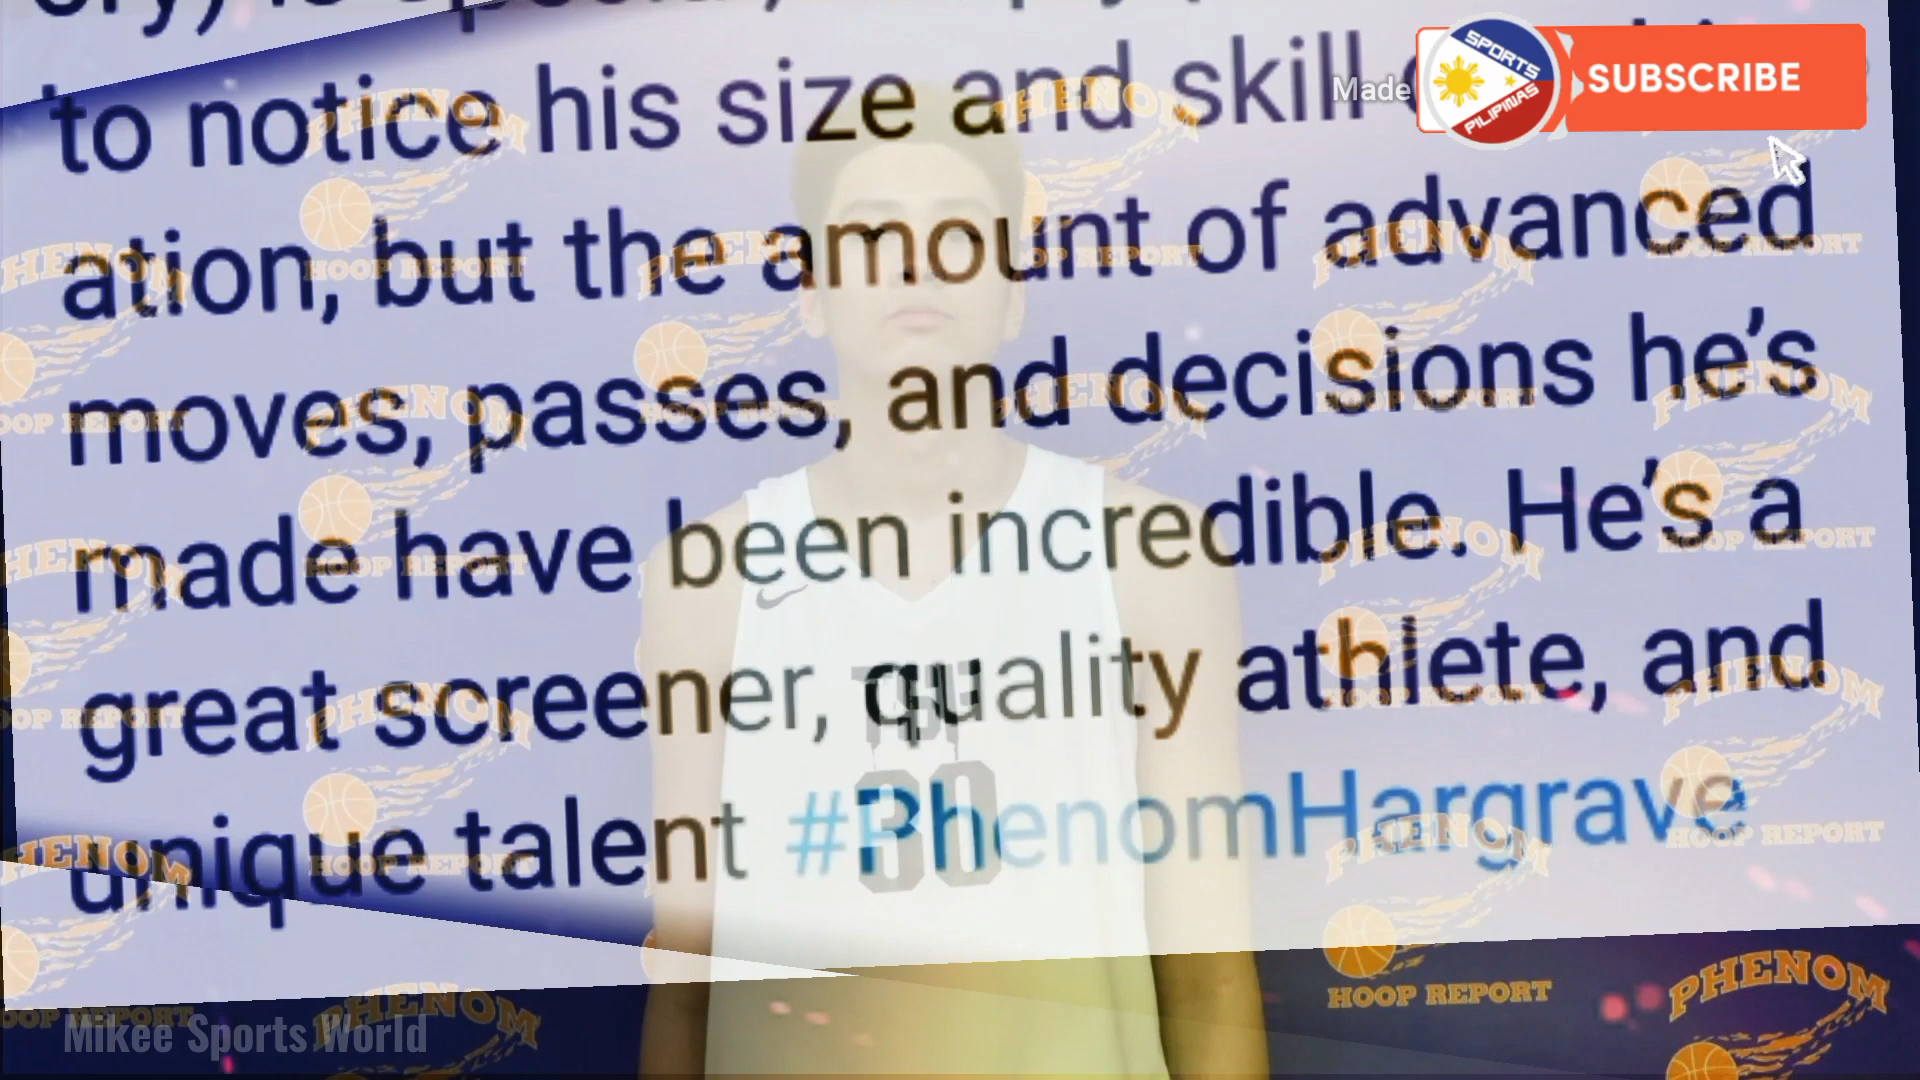 to notice his size and skill
ation, but the amount of advanced
moves, passes, and decisions he's
made have been incredible. He's a
great screener, quality athlete, and
unique talent #PhenomHargrave
Made
SPORTS
PILIPINAS
SUBSCRIBE
PHENOM
HOOP REPORT
30
Mikee Sports World